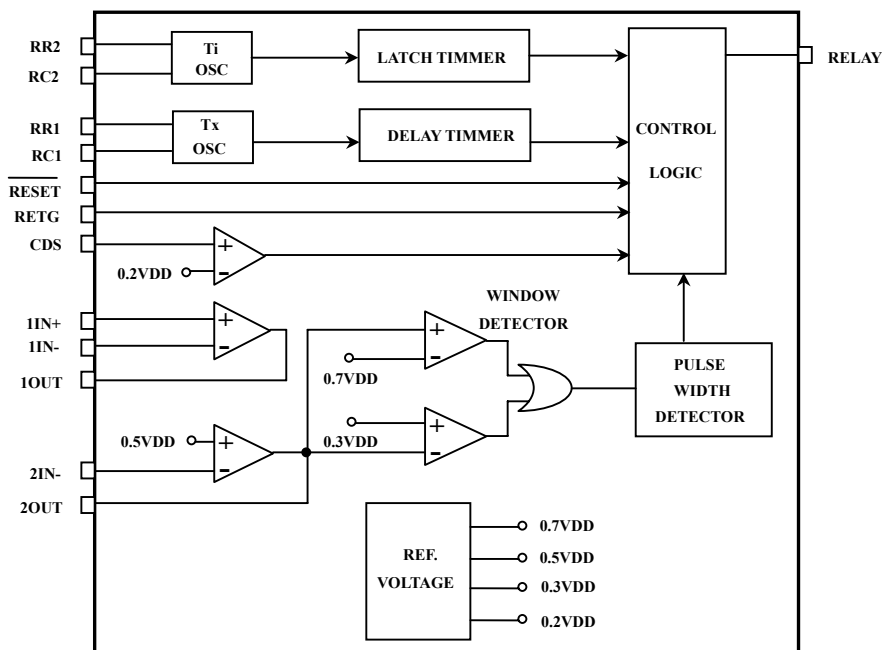 RR2
Ti
OSC
LATCH TIMMER
RELAY
RC2
RR1
Tx
OSC
DELAY TIMMER
CONTROL
LOGIC
RC1
RESET
RETG
CDS
+
-
0.2VDD
WINDOW
DETECTOR
1IN+
+
1IN-
-
1OUT
+
-
0.7VDD
PULSE
WIDTH
DETECTOR
0.5VDD
+
-
0.3VDD
+
-
2IN-
2OUT
REF.
VOLTAGE
0.7VDD
0.5VDD
0.3VDD
0.2VDD